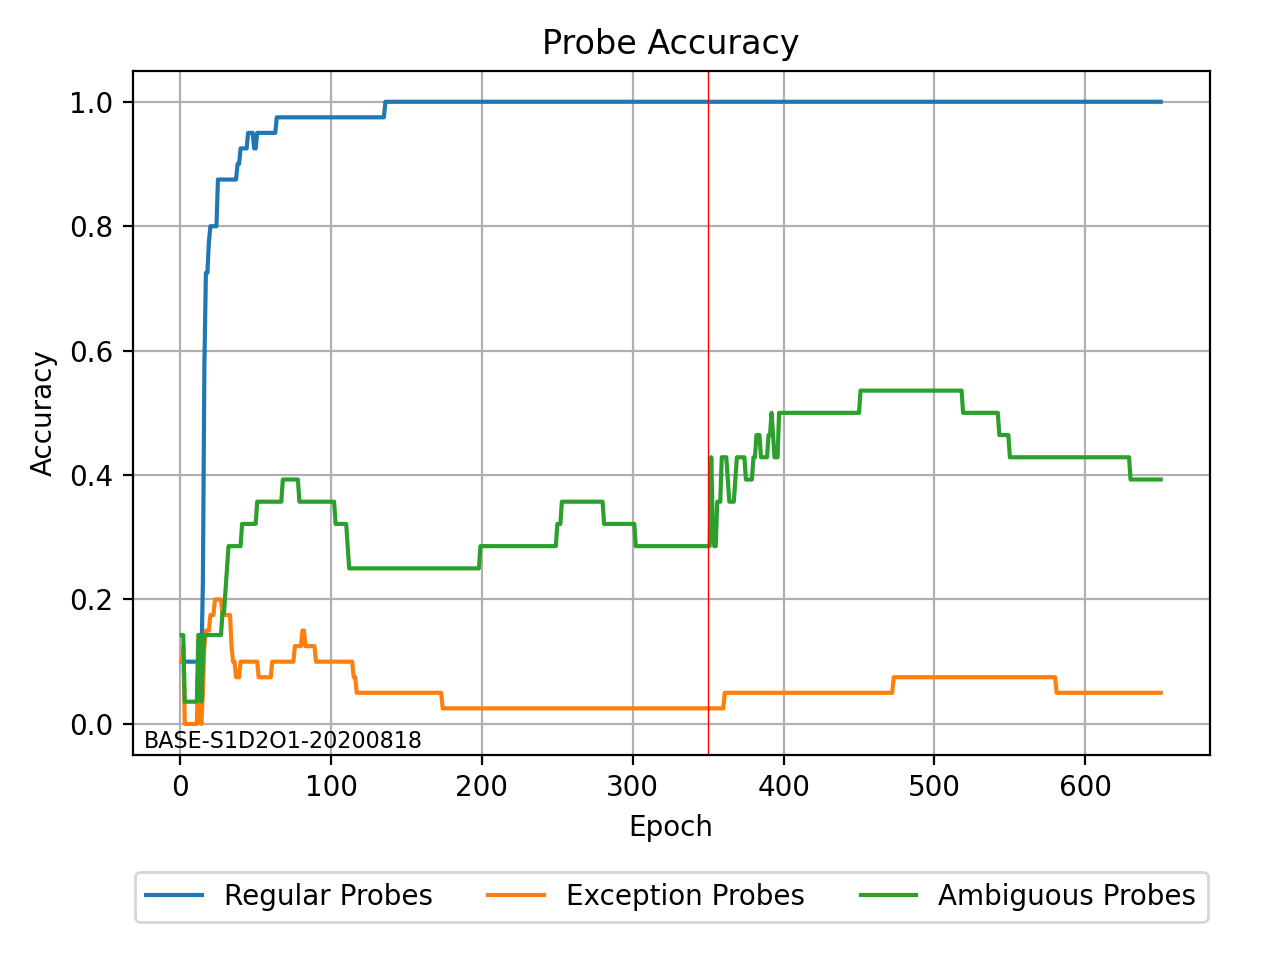 Probe Accuracy
Accuracy
1.0
0.8
0.6
0.4
0.2
0.0
BASE-S1D2O1-20200818
0 100 200 300 400 500 600
Epoch
Regular Probes Exception Probes Ambiguous Probes